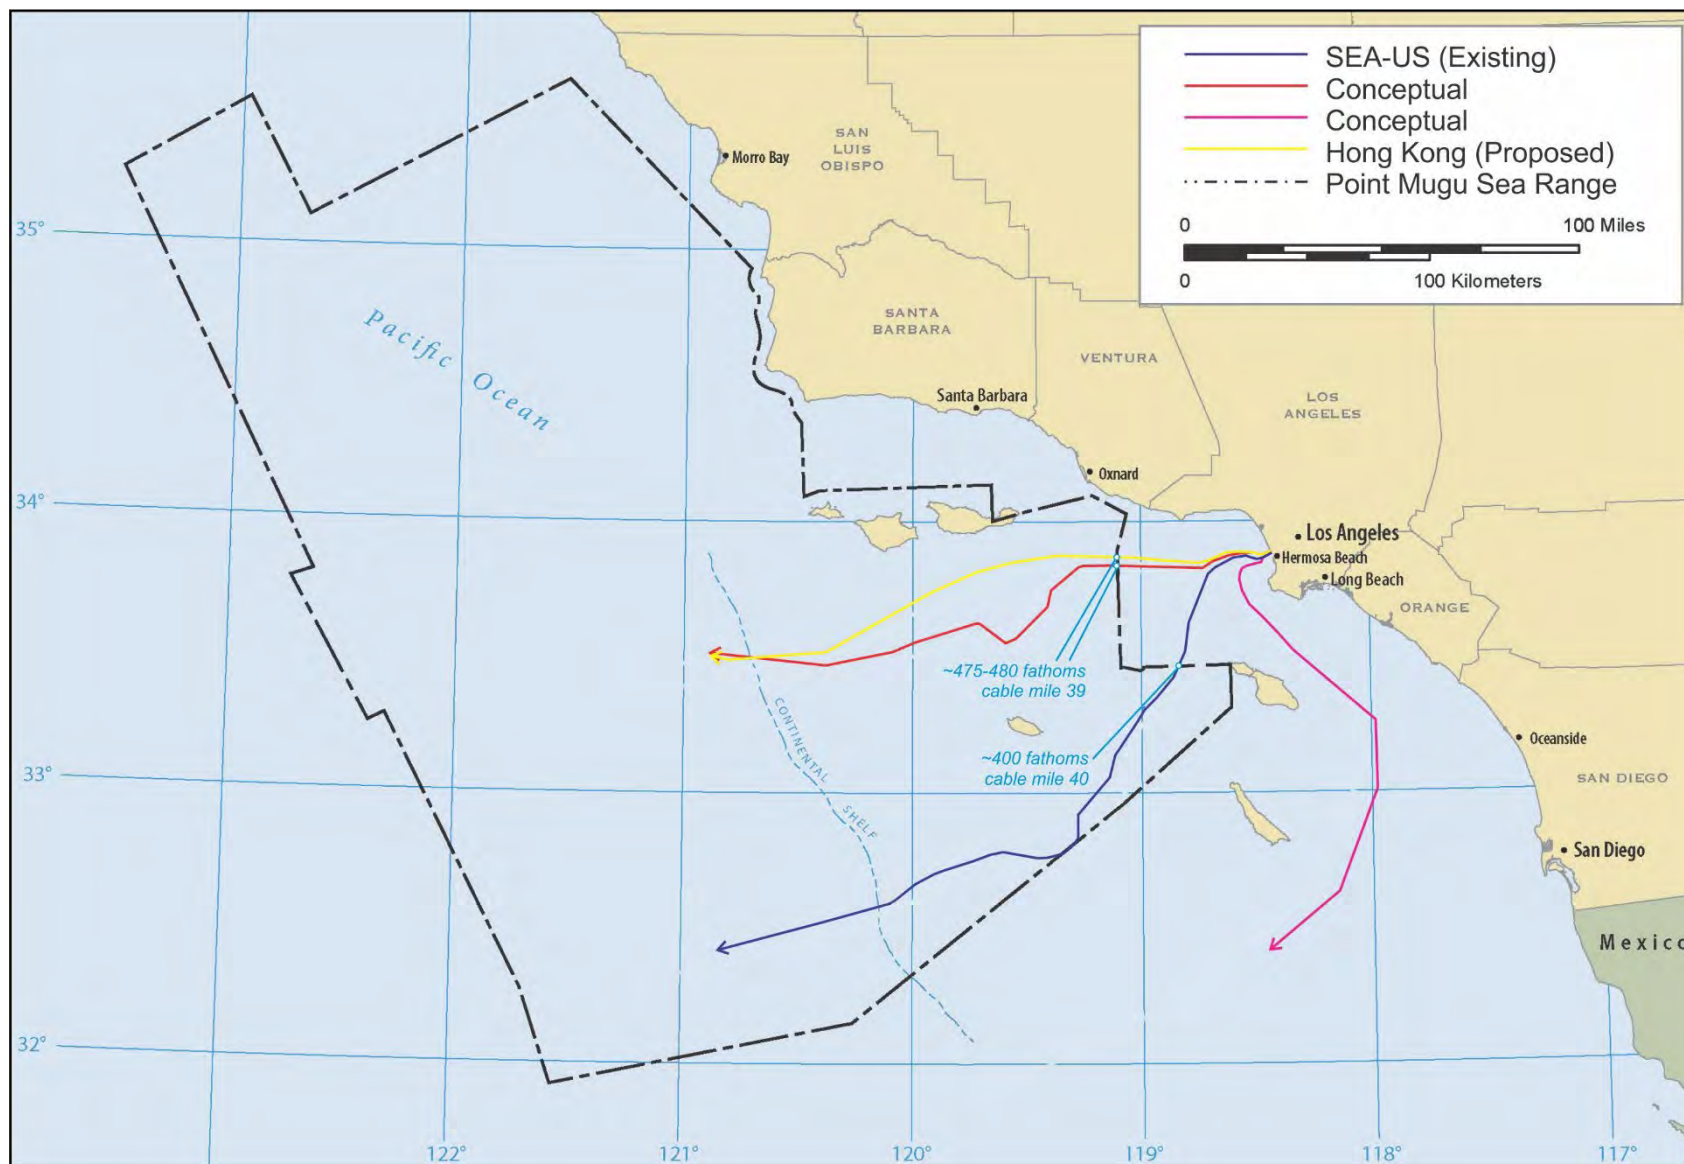 SEA-US (Existing)
Conceptual
Conceptual
Hong Kong (Proposed)
Point Mugu Sea Range
0
100 Miles
0
100 Kilometers
SAN
LUIS
OBISPO
Morro Bay
35°
Pacific Ocean
SANTA
BARBARA
VENTURA
Santa Barbara
LOS
ANGELES
Oxnard
34°
Los Angeles
Hermosa Beach
Long Beach
ORANGE
~475-480 fathoms
cable mile 39
CONTINENTAL
SHELF
~400 fathoms
cable mile 40
Oceanside
33°
SAN DIEGO
San Diego
Mexico
32°
122°
121°
120°
119°
118°
117°